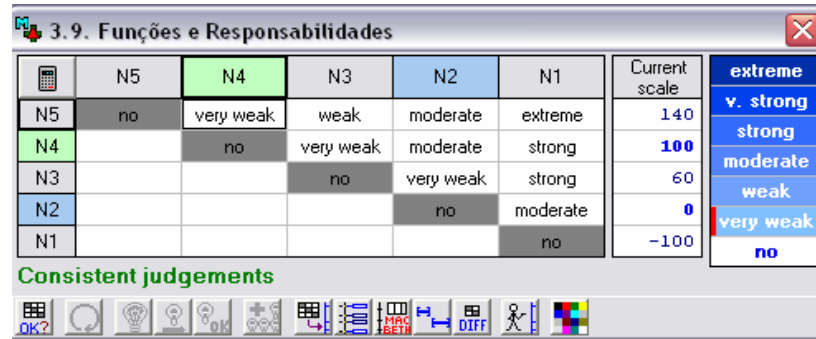 3.9. Funções e Responsabilidades
N5 N4 N3 N2 N1 Current scale extreme
N5 no very weak weak moderate extreme 140 v. strong
N4 no very weak moderate strong 100 strong
N3 no very weak strong 60 moderate
N2 no moderate 0 weak
N1 no -100 very weak
no
Consistent judgements
OK? OK MAC BETH DIFF